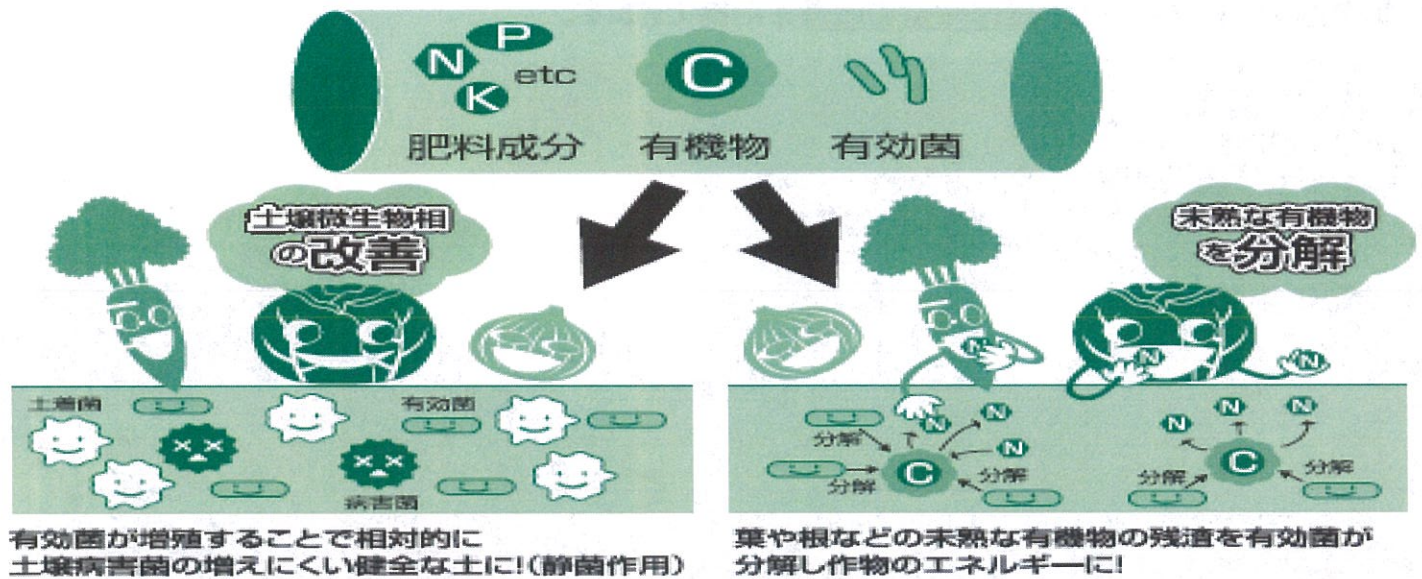 N P K etc
C
肥料成分 有機物 有効菌
土壌微生物相
の改善
未熟な有機物
を分解
土着菌
有効菌
病害菌
N
N
N
N
N
N
N
N
分解
分解
分解
分解
C
分解
分解
C
有効菌が増殖することで相対的に
土壌病害菌の増えにくい健全な土に!(静菌作用)
葉や根などの未熟な有機物の残渣を有効菌が
分解し作物のエネルギーに!